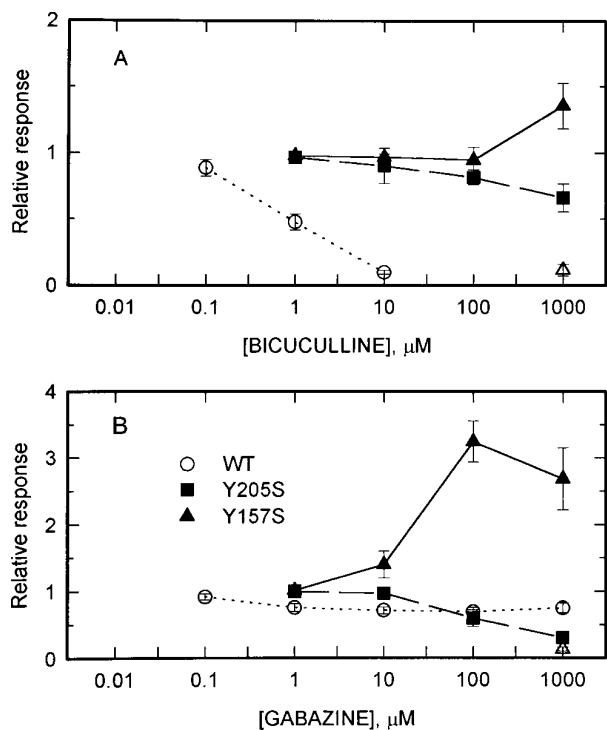 2
A
Relative response
1
0
0.01 0.1 1 10 100 1000
[BICUCULLINE], μM
4
B
3
WT
Y205S
Y157S
Relative response
2
1
0
0.01 0.1 1 10 100 1000
[GABAZINE], μM